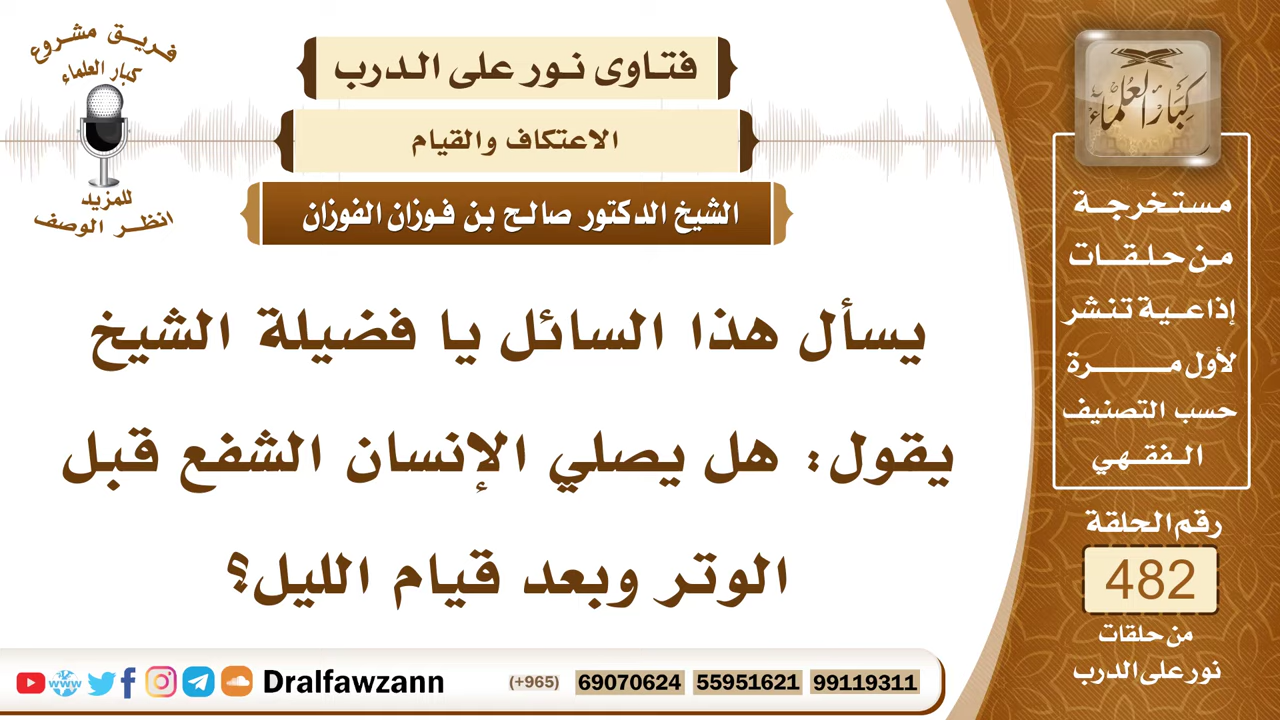 فريق مشروع
كبار العلماء
للمزيد
انظر الوصف
فتاوى نور على الدرب
الاعتكاف والقيام
الشيخ الدكتور صالح بن فوزان الفوزان
يسأل هذا السائل يا فضيلة الشيخ
يقول: هل يصلي الإنسان الشفع قبل
الوتر وبعد قيام الليل؟
كبار العلماء
مستخرجة
من حلقات
إذاعية تنشر
لأول مرة
حسب التصنيف
الفقهي
رقم الحلقة
482
من حلقات
نور على الدرب
www Dralfawzann (+965) 69070624 55951621 99119311